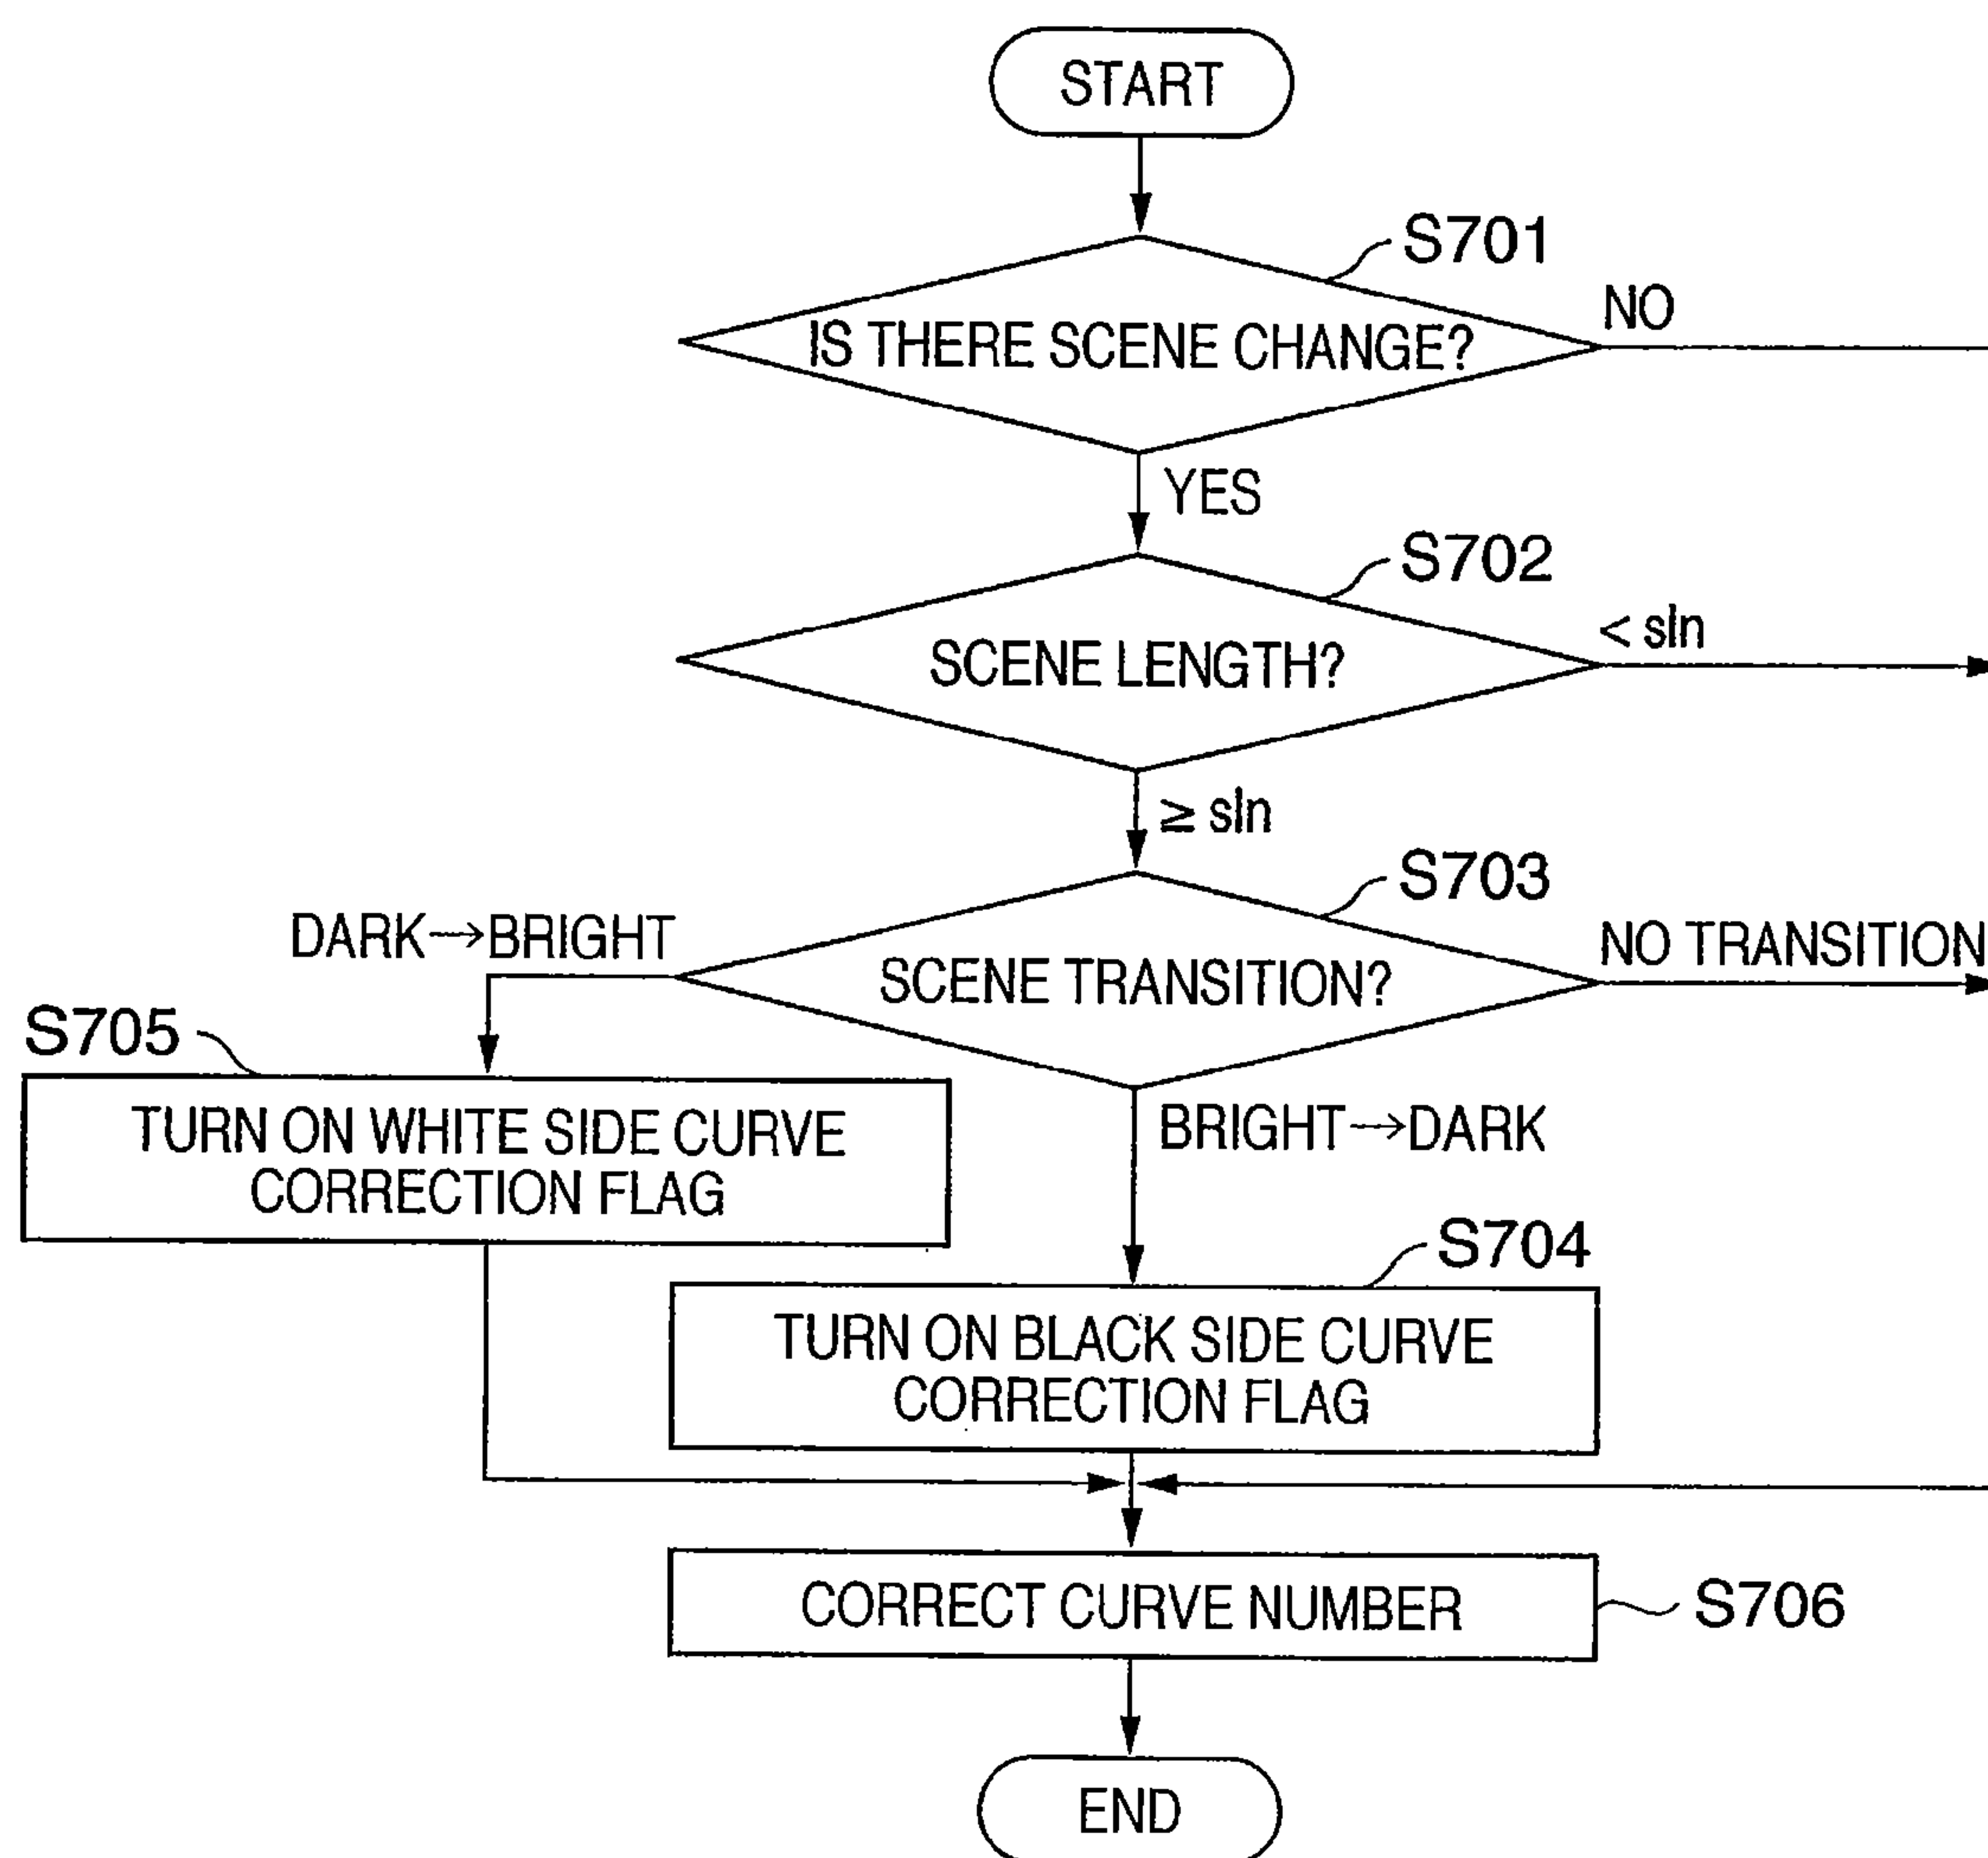 START
S701
IS THERE SCENE CHANGE?
NO
YES
S702
SCENE LENGTH?
< sln
≥ sln
S703
DARK→BRIGHT
SCENE TRANSITION?
NO TRANSITION
S705
TURN ON WHITE SIDE CURVE
CORRECTION FLAG
BRIGHT→DARK
S704
TURN ON BLACK SIDE CURVE
CORRECTION FLAG
CORRECT CURVE NUMBER
S706
END